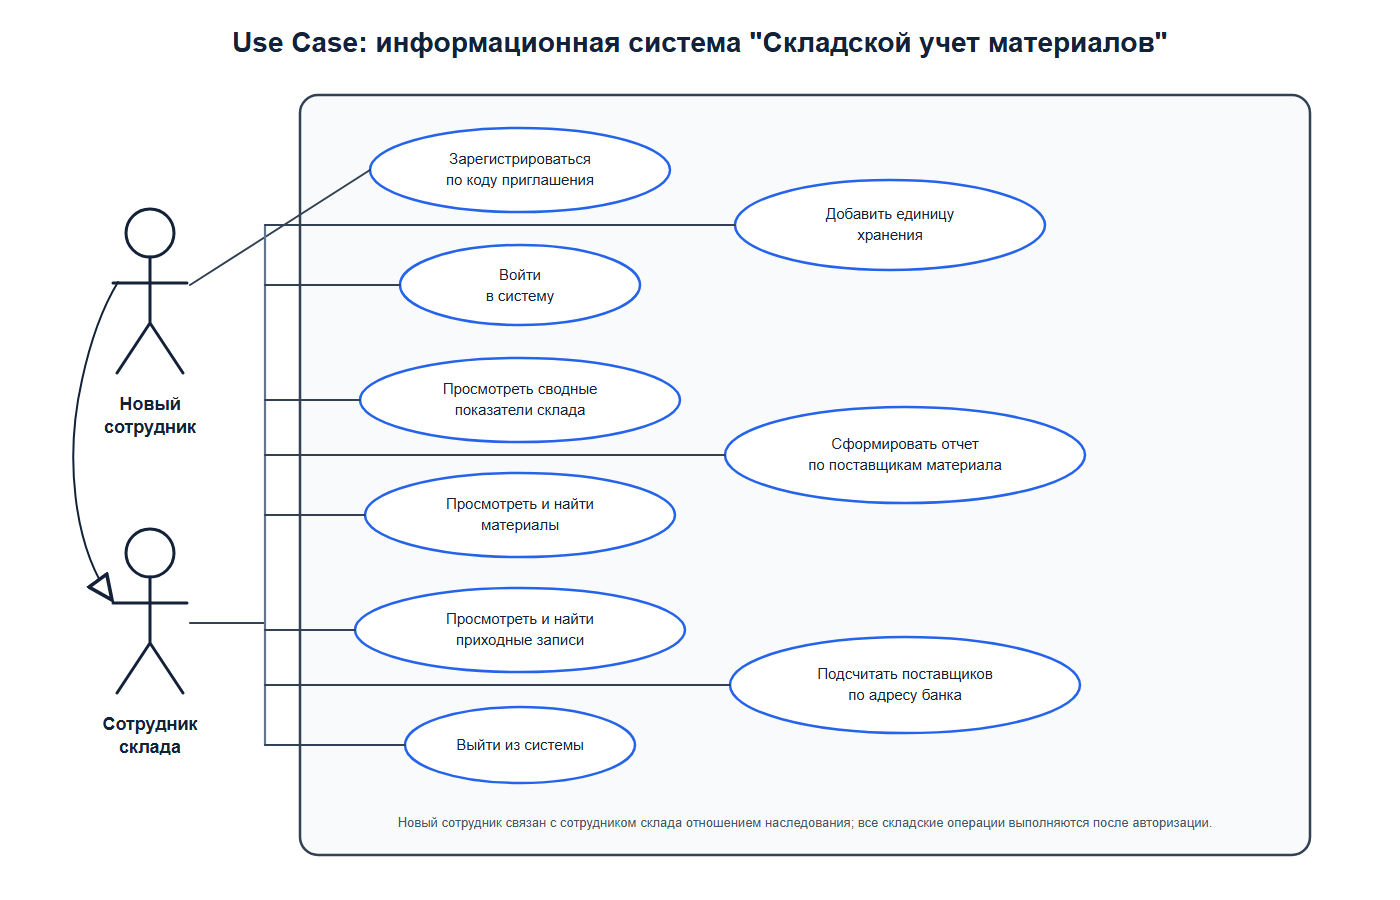 Use Case: информационная система "Складской учет материалов"
Зарегистрироваться
по коду приглашения
Добавить единицу
хранения
Войти
в систему
Новый
сотрудник
Просмотреть сводные
показатели склада
Сформировать отчет
по поставщикам материала
Просмотреть и найти
материалы
Просмотреть и найти
приходные записи
Подсчитать поставщиков
по адресу банка
Сотрудник
склада
Выйти из системы
Новый сотрудник связан с сотрудником склада отношением наследования; все складские операции выполняются после авторизации.